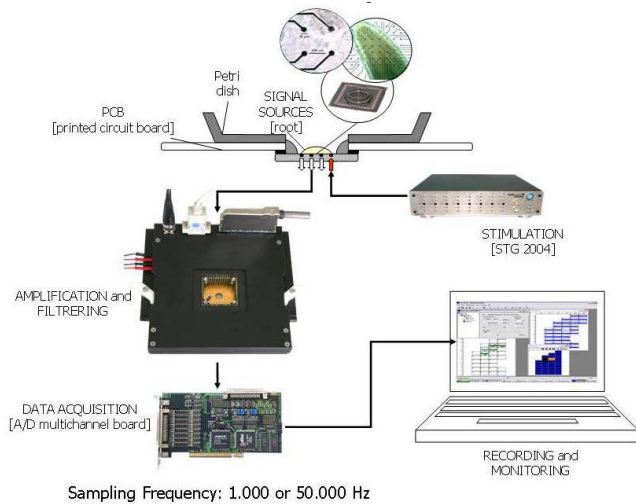 Petri
dish
PCB
[printed circuit board]
SIGNAL
SOURCES
[root]
STIMULATION
[STG 2004]
AMPLIFICATION and
FILTRERING
DATA ACQUISITION
[A/D multichannel board]
RECORDING and
MONITORING
Sampling Frequency: 1.000 or 50.000 Hz